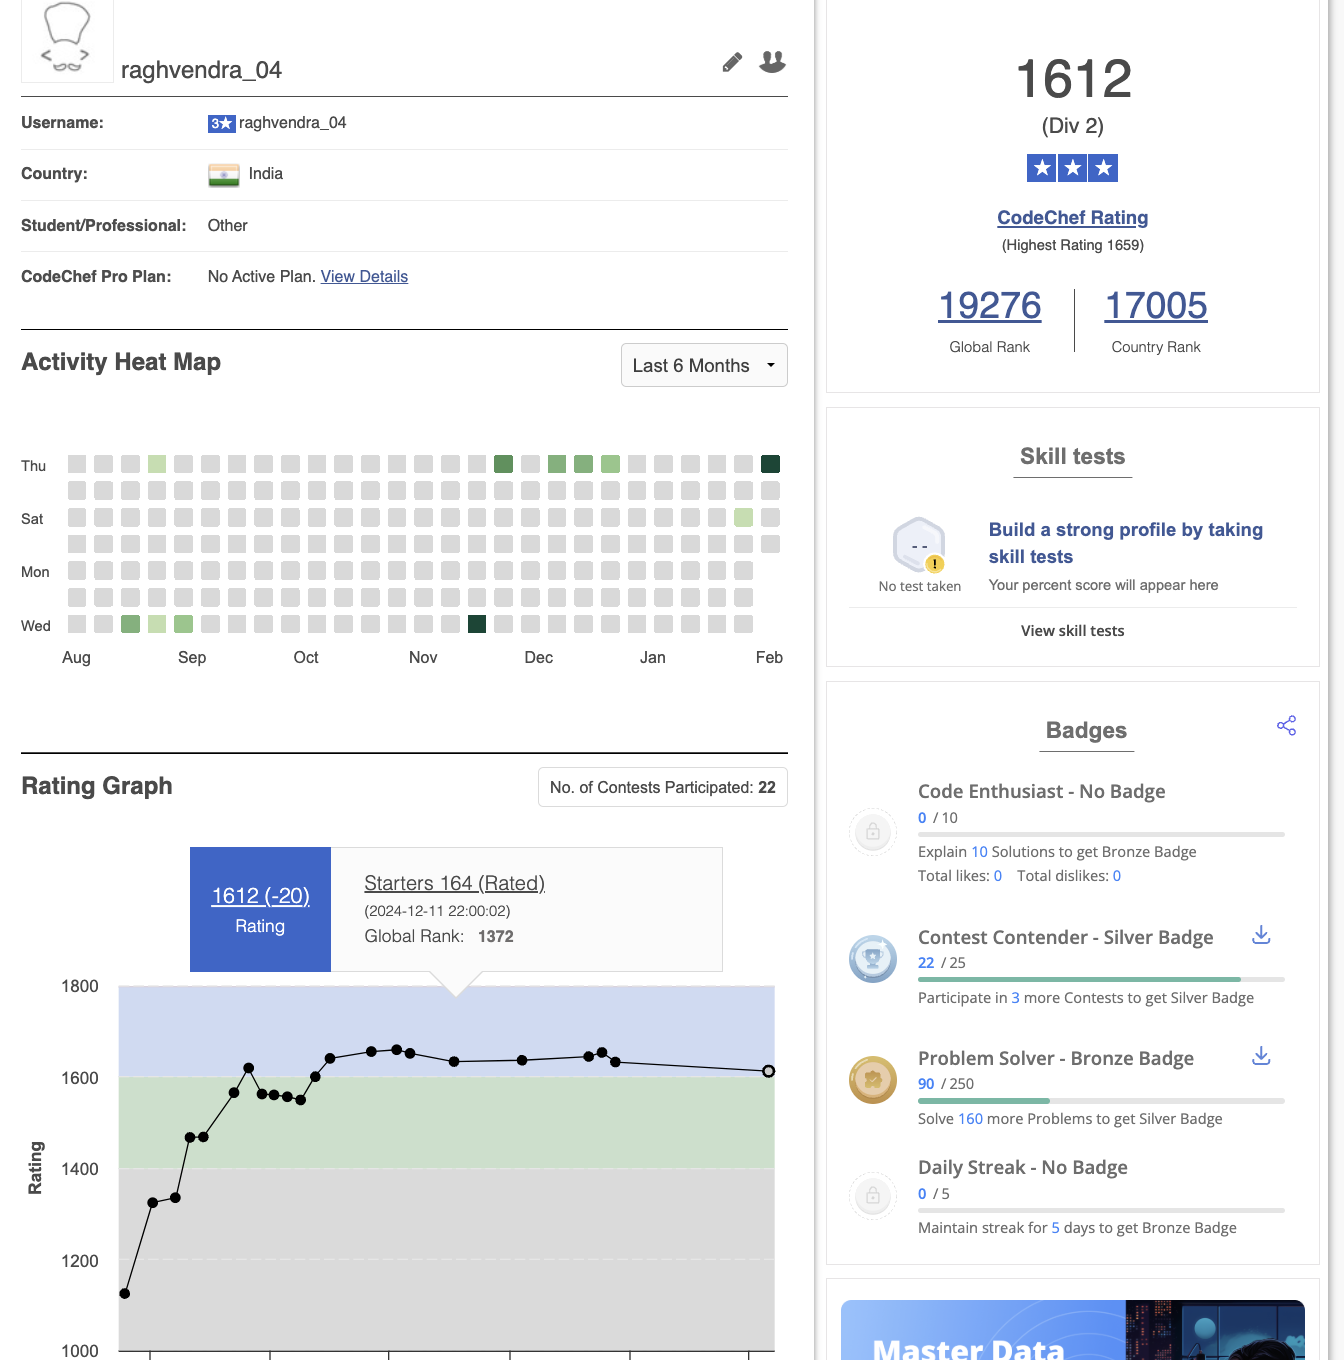 raghvendra_04
Username: 3★ raghvendra_04
Country: India
Student/Professional: Other
CodeChef Pro Plan: No Active Plan. View Details
Activity Heat Map
Last 6 Months
Thu
Sat
Mon
Wed
Aug Sep Oct Nov Dec Jan Feb
Rating Graph
No. of Contests Participated: 22
1612 (-20)
Rating
Starters 164 (Rated)
(2024-12-11 22:00:02)
Global Rank: 1372
1800
1600
1400
1200
1000
Rating
1612
(Div 2)
★★★
CodeChef Rating
(Highest Rating 1659)
19276
Global Rank
17005
Country Rank
Skill tests
- -
!
No test taken
Build a strong profile by taking
skill tests
Your percent score will appear here
View skill tests
Badges
Code Enthusiast - No Badge
0 / 10
Explain 10 Solutions to get Bronze Badge
Total likes: 0 Total dislikes: 0
Contest Contender - Silver Badge
22 / 25
Participate in 3 more Contests to get Silver Badge
Problem Solver - Bronze Badge
90 / 250
Solve 160 more Problems to get Silver Badge
Daily Streak - No Badge
0 / 5
Maintain streak for 5 days to get Bronze Badge
Master Data